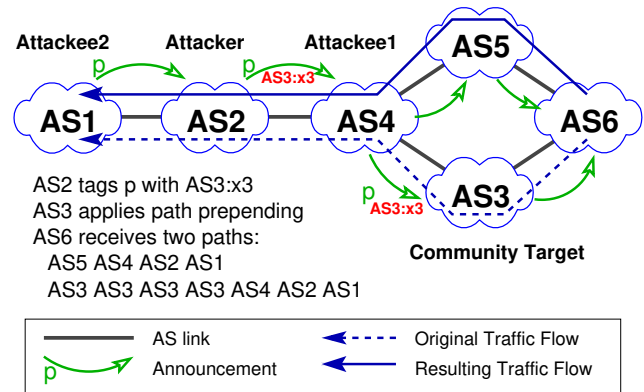 Attackee2 Attacker Attackee1
AS5
p p
AS3:x3
AS1 AS2 AS4 AS6
AS2 tags p with AS3:x3
AS3 applies path prepending
AS6 receives two paths:
AS5 AS4 AS2 AS1
AS3 AS3 AS3 AS3 AS4 AS2 AS1
p AS3:x3
AS3
Community Target
AS link
p Announcement
Original Traffic Flow
Resulting Traffic Flow